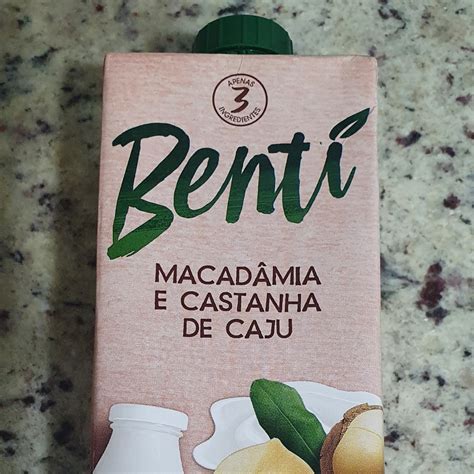 APENAS
3
INGREDIENTES
Bentí
MACADÂMIA
E CASTANHA
DE CAJU